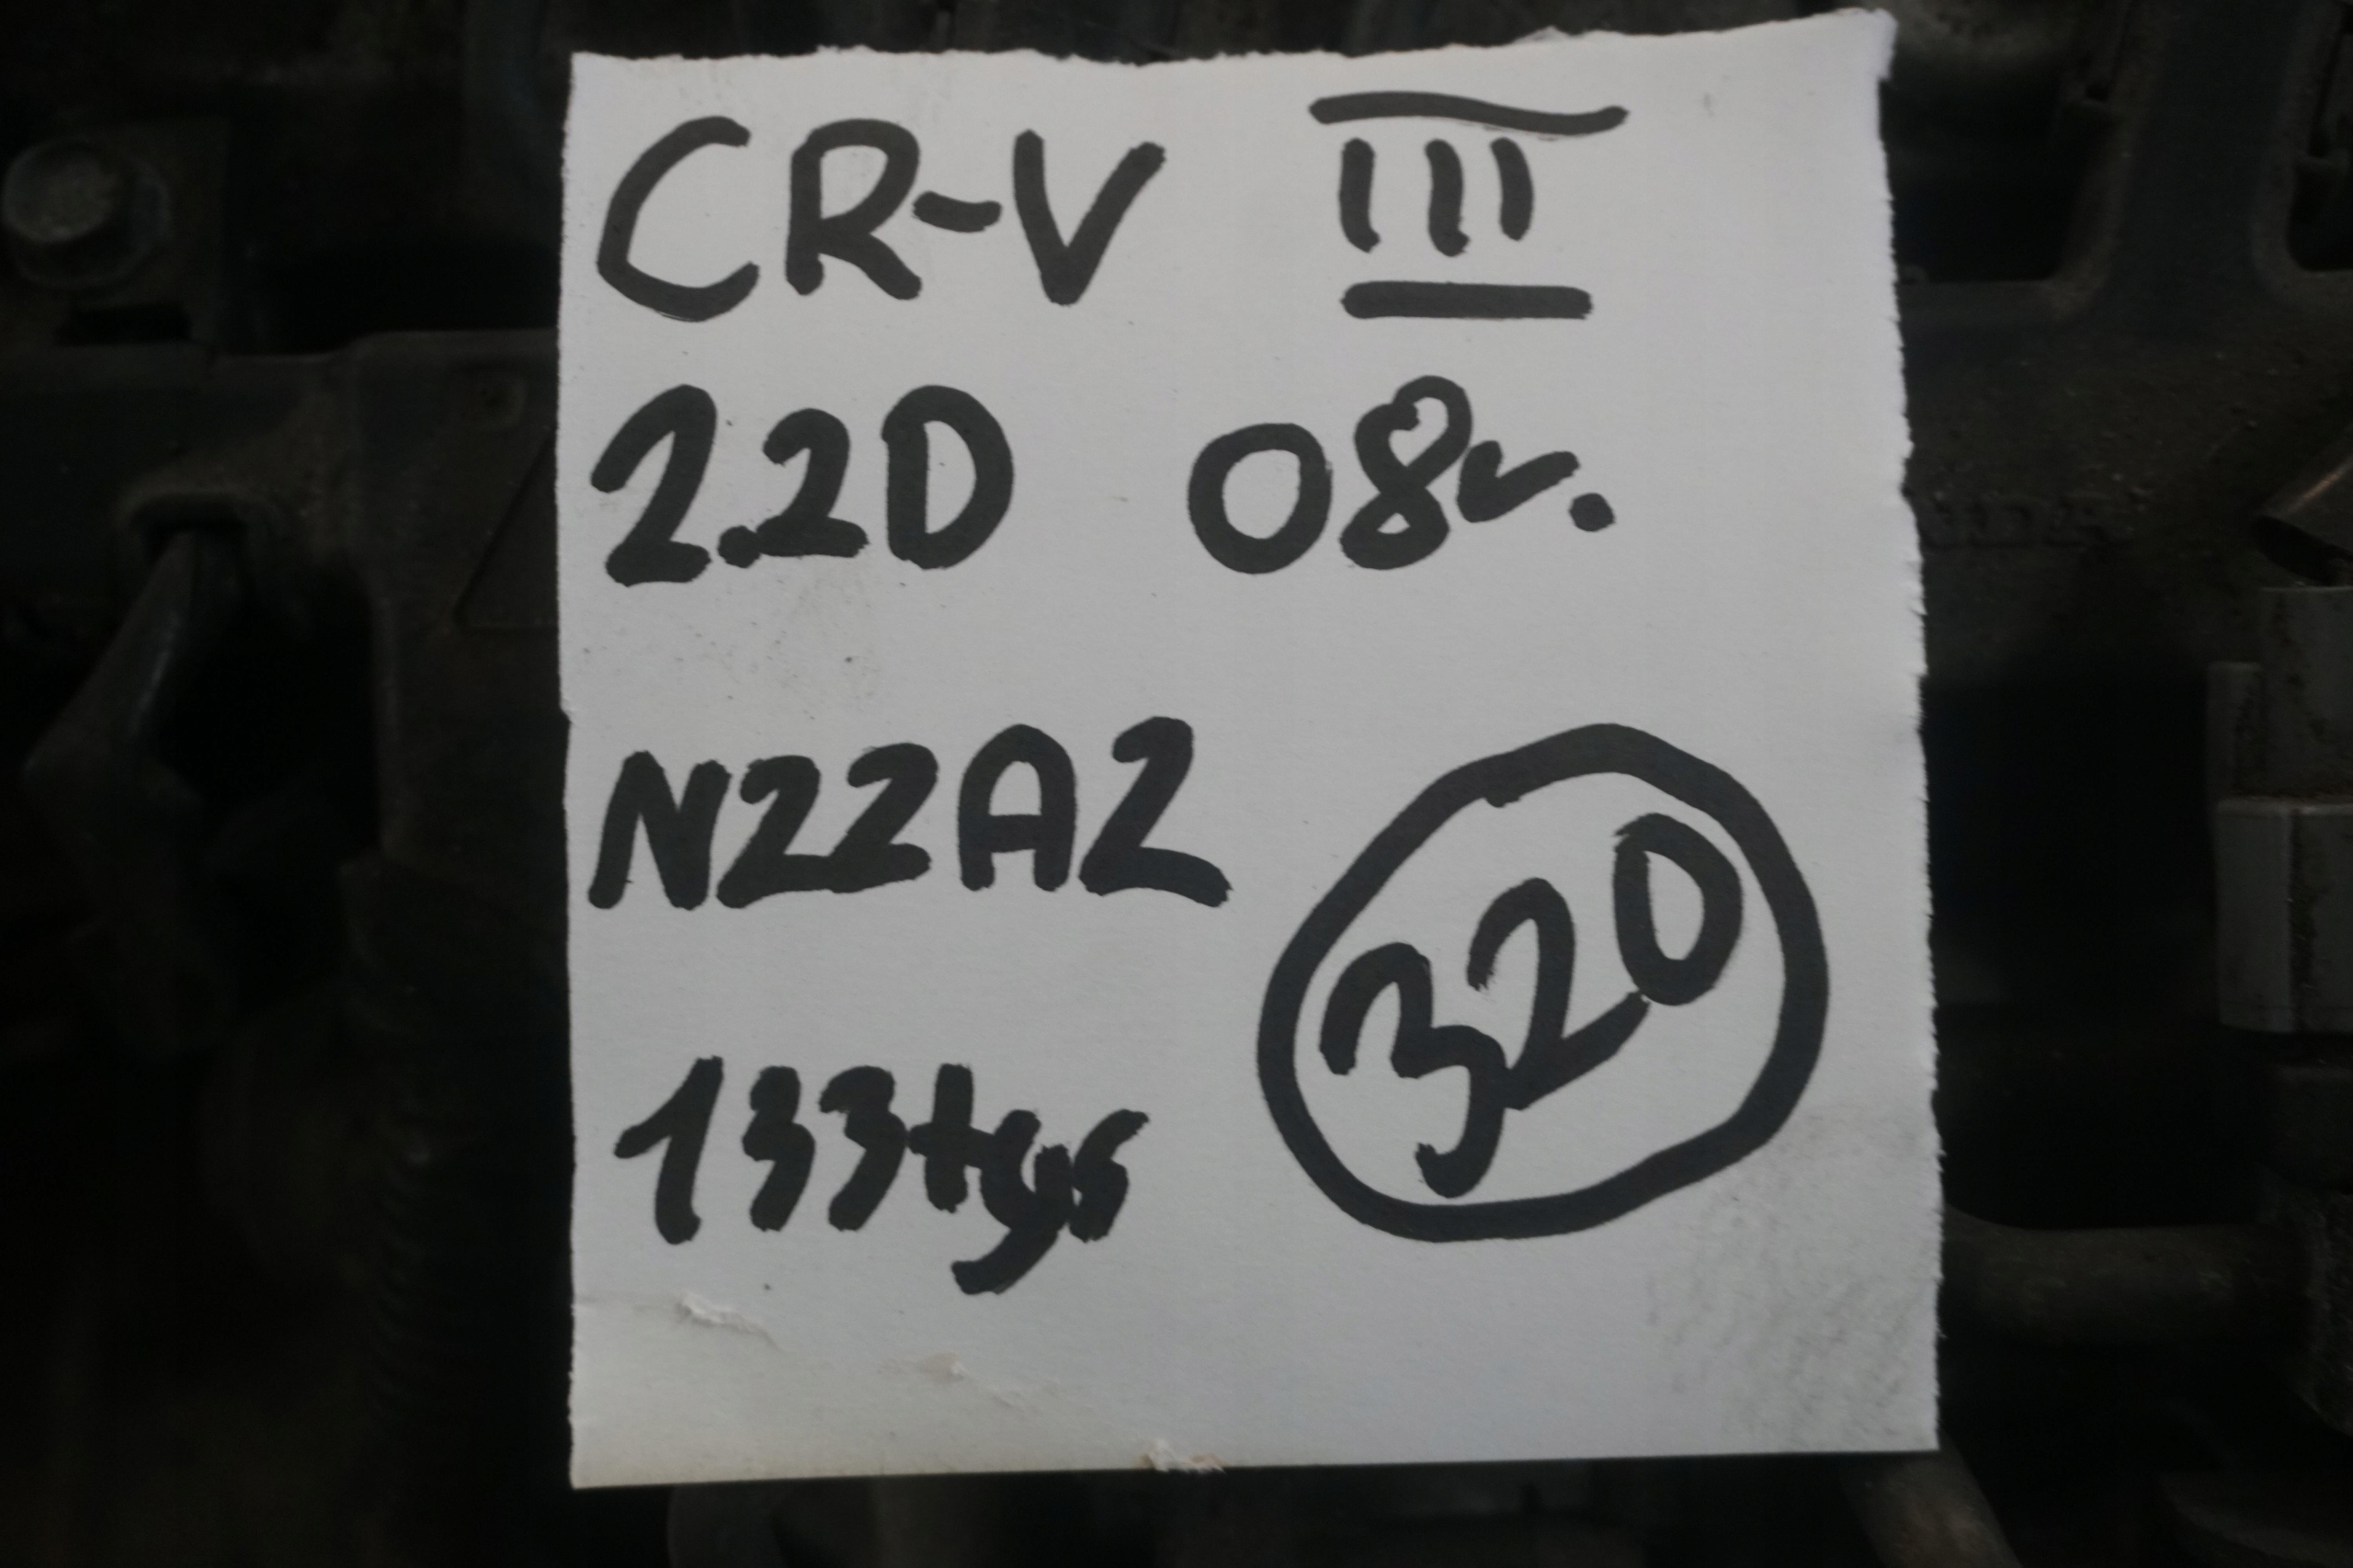 CR-V III
2.2D 08r.
N22A2
320
133tys